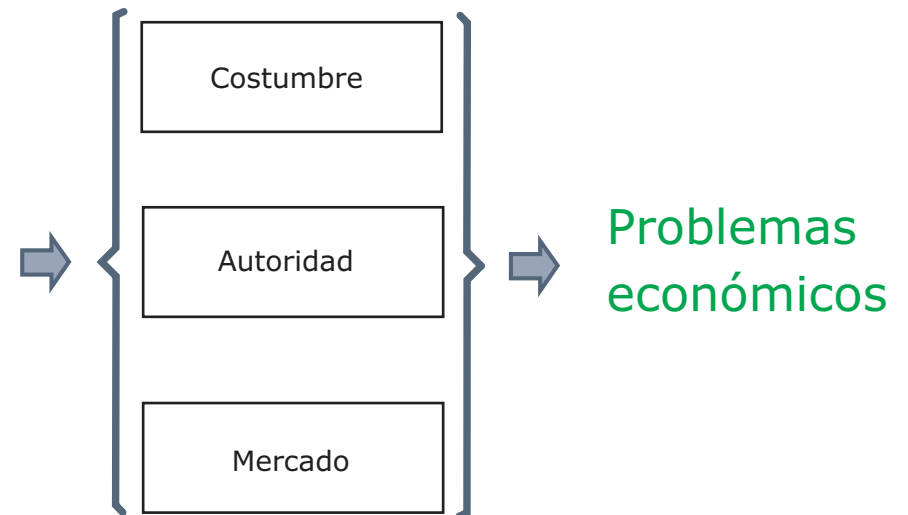 Costumbre
Autoridad
Mercado
Problemas
económicos